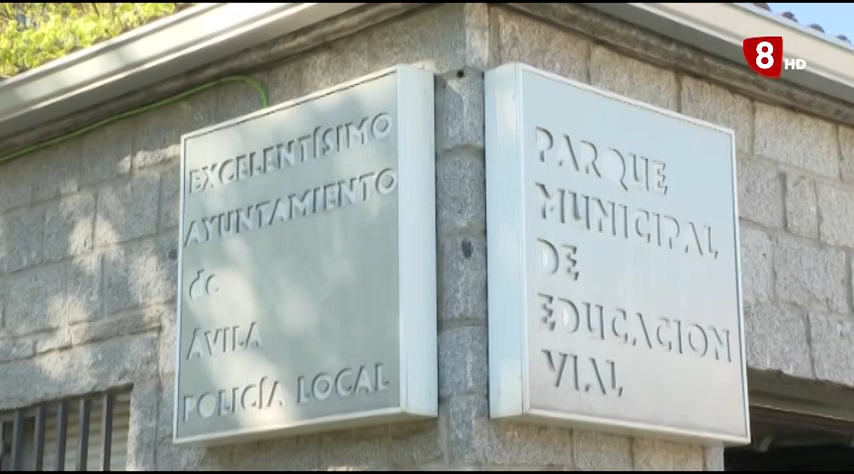 EXCELENTÍSIMO
AYUNTAMIENTO
de
ÁVILA
POLICÍA LOCAL
PARQUE
MUNICIPAL
DE
EDUCACION
VIAL
8 HD